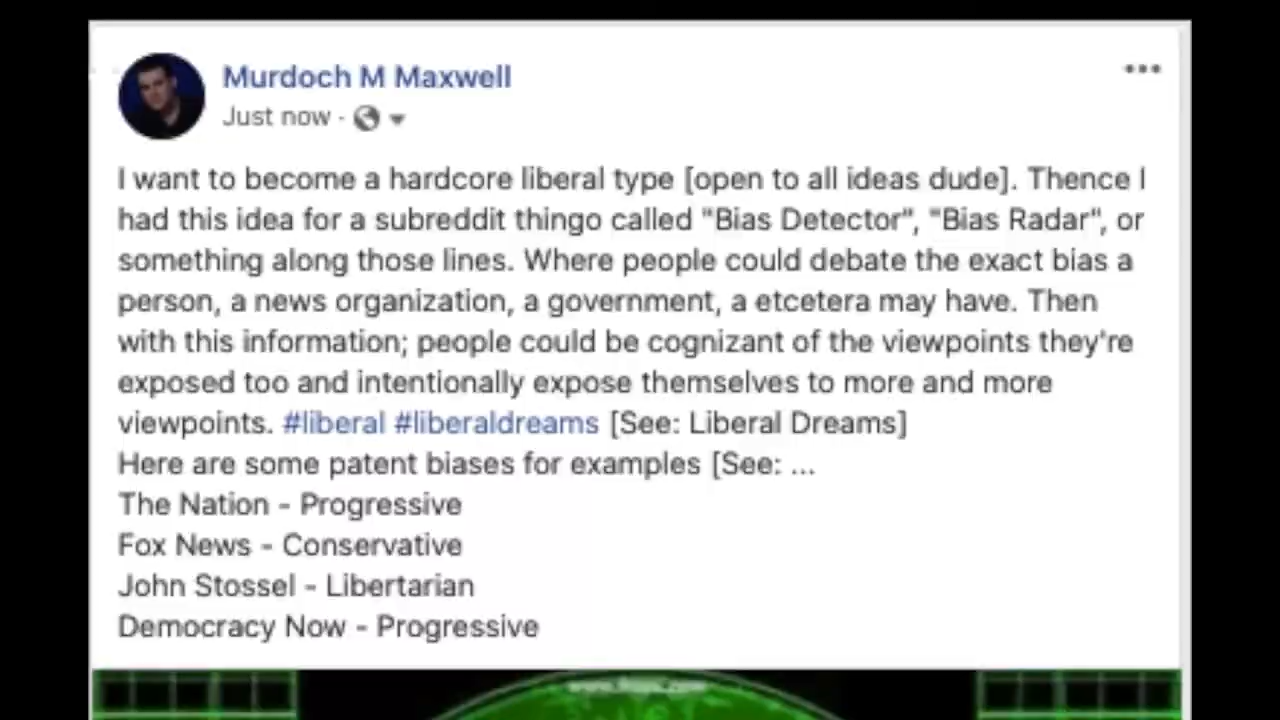 Murdoch M Maxwell
Just now ·
I want to become a hardcore liberal type [open to all ideas dude]. Thence I
had this idea for a subreddit thingo called "Bias Detector", "Bias Radar", or
something along those lines. Where people could debate the exact bias a
person, a news organization, a government, a etcetera may have. Then
with this information; people could be cognizant of the viewpoints they're
exposed too and intentionally expose themselves to more and more
viewpoints. #liberal #liberaldreams [See: Liberal Dreams]
Here are some patent biases for examples [See: ...
The Nation - Progressive
Fox News - Conservative
John Stossel - Libertarian
Democracy Now - Progressive